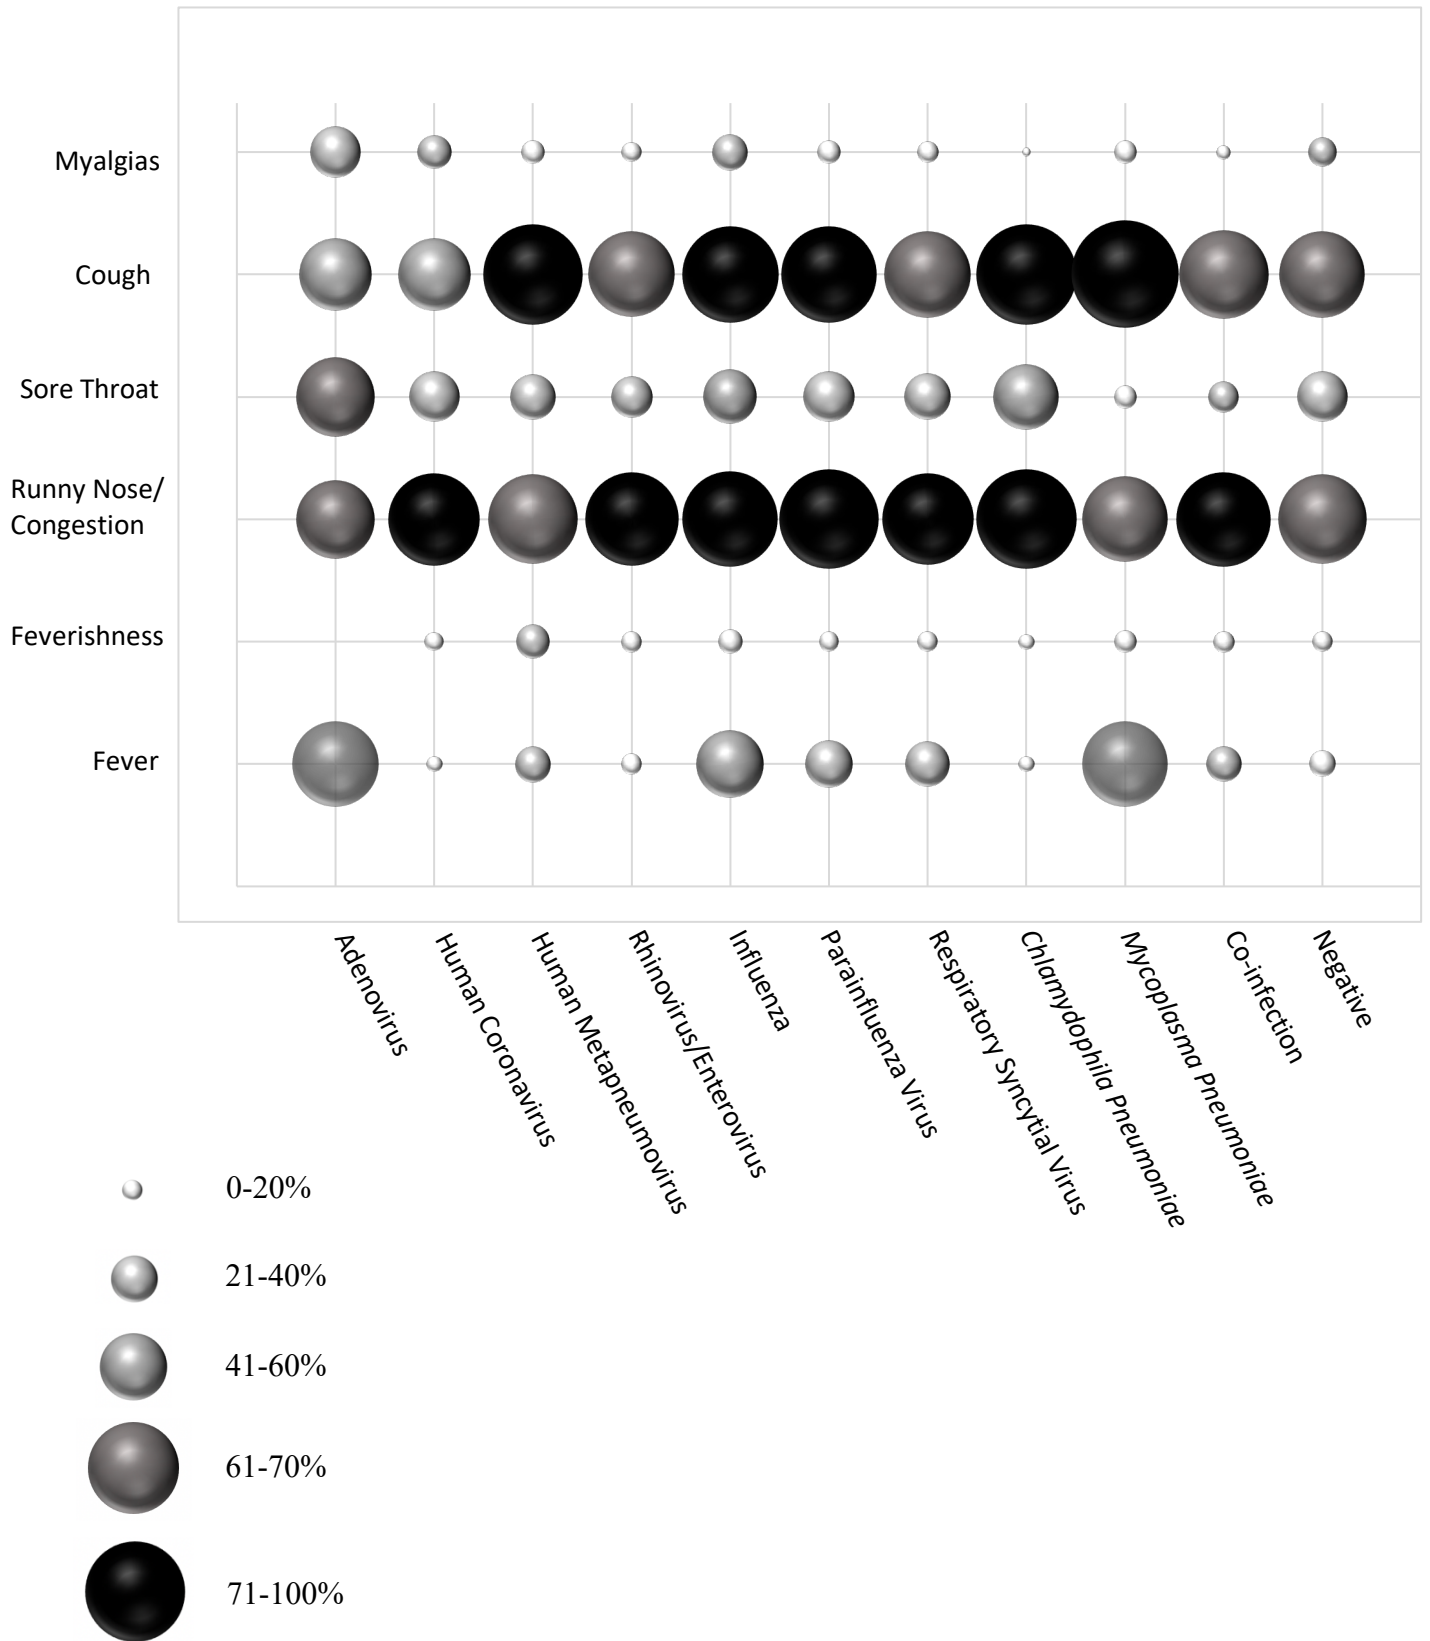 Myalgias
Cough
Sore Throat
Runny Nose/
Congestion
Feverishness
Fever
Adenovirus
Human Coronavirus
Human Metapneumovirus
Rhinovirus/Enterovirus
Influenza
Parainfluenza Virus
Respiratory Syncytial Virus
Chlamydophila Pneumoniae
Mycoplasma Pneumoniae
Co-infection
Negative
0-20%
21-40%
41-60%
61-70%
71-100%